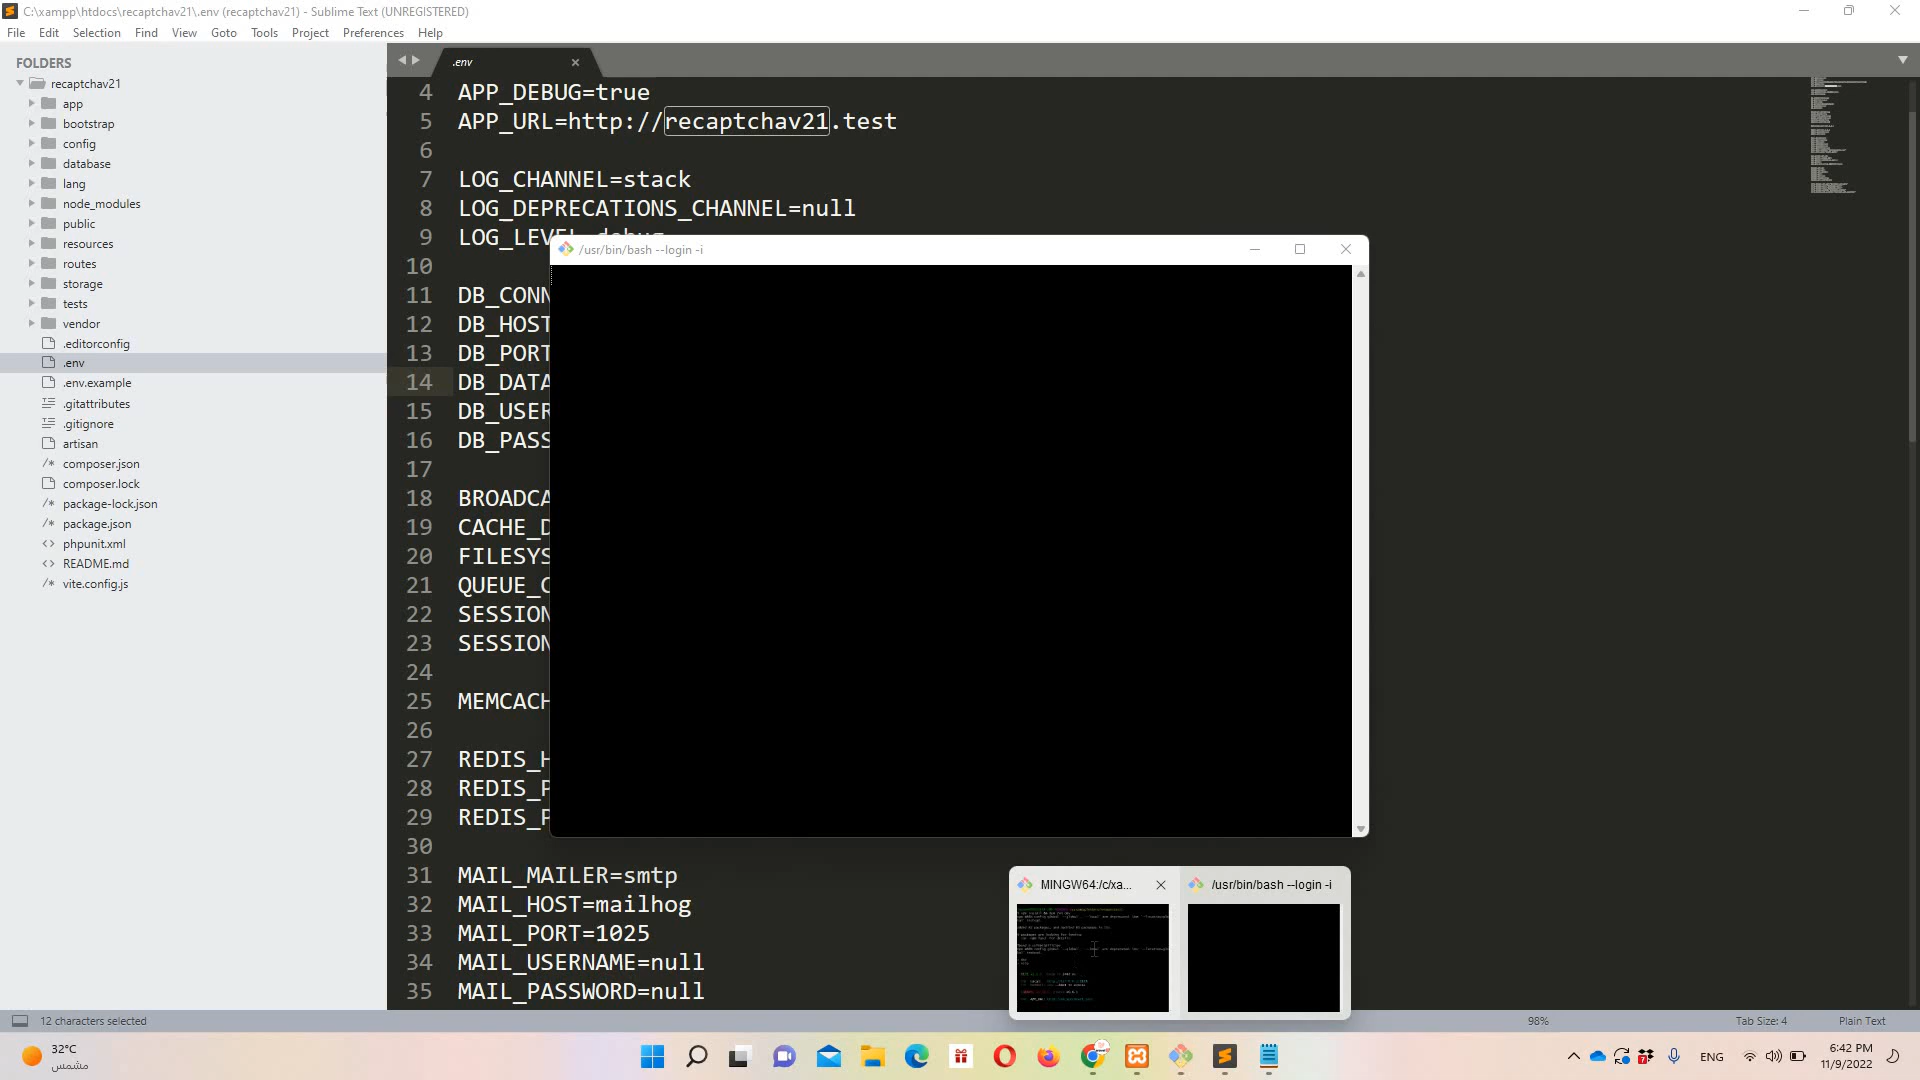 C:\xampp\htdocs\recaptchav21\.env (recaptchav21) - Sublime Text (UNREGISTERED)
File Edit Selection Find View Goto Tools Project Preferences Help
FOLDERS
recaptchav21
app
bootstrap
config
database
lang
node_modules
public
resources
routes
storage
tests
vendor
.editorconfig
.env
.env.example
.gitattributes
.gitignore
artisan
composer.json
composer.lock
package-lock.json
package.json
phpunit.xml
README.md
vite.config.js
.env
4 APP_DEBUG=true
5 APP_URL=http://recaptchav21.test
6
7 LOG_CHANNEL=stack
8 LOG_DEPRECATIONS_CHANNEL=null
9 LOG_LEVEL=debug
10
11 DB_CONN
12 DB_HOST
13 DB_PORT
14 DB_DATA
15 DB_USER
16 DB_PASS
17
18 BROADCA
19 CACHE_D
20 FILESYS
21 QUEUE_C
22 SESSION
23 SESSION
24
25 MEMCACH
26
27 REDIS_H
28 REDIS_P
29 REDIS_P
30
31 MAIL_MAILER=smtp
32 MAIL_HOST=mailhog
33 MAIL_PORT=1025
34 MAIL_USERNAME=null
35 MAIL_PASSWORD=null
/usr/bin/bash --login -i
MINGW64:/c/xa...
/usr/bin/bash --login -i
12 characters selected
98%
Tab Size: 4
Plain Text
32°C
مشمس
ENG
6:42 PM
11/9/2022